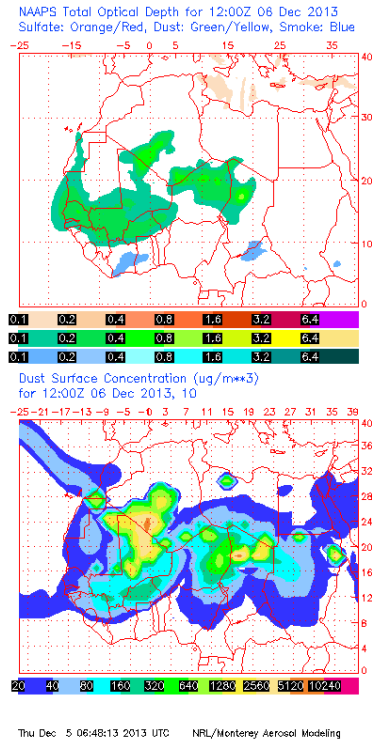 NAAPS Total Optical Depth for 12:00Z 06 Dec 2013
Sulfate: Orange/Red, Dust: Green/Yellow, Smoke: Blue
-25 -15 -5 5 15 25 35
40
30
20
10
0
0.1 0.2 0.4 0.8 1.6 3.2 6.4
0.1 0.2 0.4 0.8 1.6 3.2 6.4
0.1 0.2 0.4 0.8 1.6 3.2 6.4
Dust Surface Concentration (ug/m**3)
for 12:00Z 06 Dec 2013, 10
-25 -21 -17 -13 -9 -4 0 3 7 11 15 19 23 27 31 35 39
40
36
32
28
24
20
16
12
8
4
0
20 40 80 160 320 640 1280 2560 5120 10240
Thu Dec 5 06:48:13 2013 UTC NRL/Monterey Aerosol Modeling